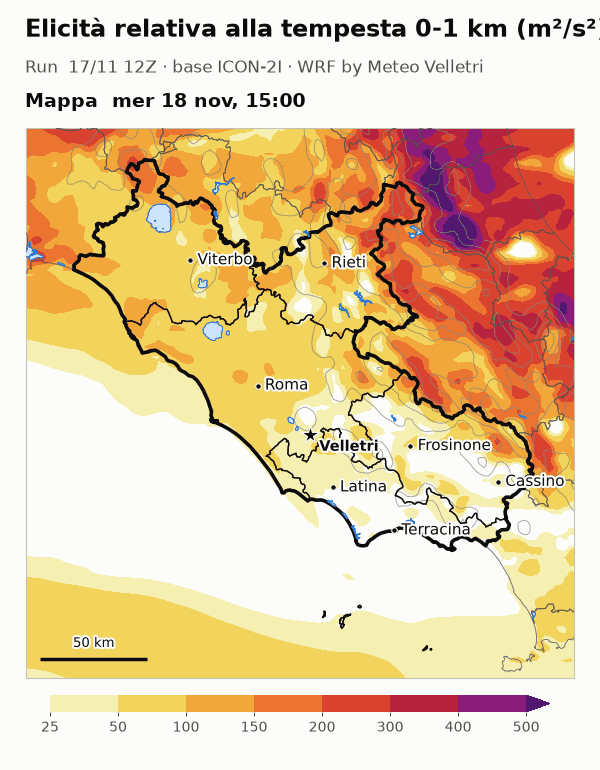 Elicità relativa alla tempesta 0-1 km (m²/s²)
Run  17/11 12Z · base ICON-2I · WRF by Meteo Velletri
Mappa  mer 18 nov, 15:00
Viterbo
Rieti
Roma
Velletri
Frosinone
Cassino
Latina
Terracina
50 km
25 50 100 150 200 300 400 500